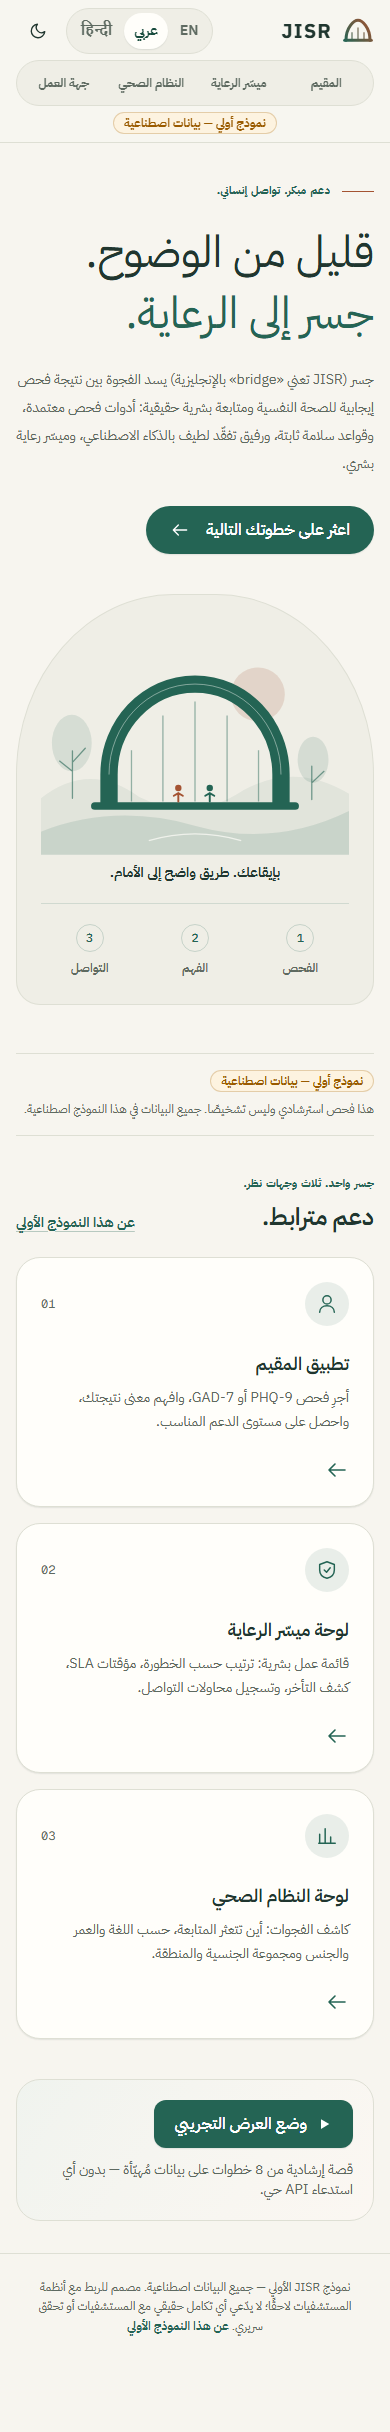 JISR
EN
عربي
हिन्दी
المقيم
ميسّر الرعاية
النظام الصحي
جهة العمل
نموذج أولي — بيانات اصطناعية
دعم مبكر. تواصل إنساني.
قليل من الوضوح.
جسر إلى الرعاية.
جسر (JISR تعني «bridge» بالإنجليزية) يسد الفجوة بين نتيجة فحص
إيجابية للصحة النفسية ومتابعة بشرية حقيقية: أدوات فحص معتمدة،
وقواعد سلامة ثابتة، ورفيق تفقّد لطيف بالذكاء الاصطناعي، وميسّر رعاية
بشري.
اعثر على خطوتك التالية
بإيقاعك. طريق واضح إلى الأمام.
1
2
3
الفحص
الفهم
التواصل
نموذج أولي — بيانات اصطناعية
هذا فحص استرشادي وليس تشخيصًا. جميع البيانات في هذا النموذج اصطناعية.
جسر واحد. ثلاث وجهات نظر.
دعم مترابط.
عن هذا النموذج الأولي
01
تطبيق المقيم
أجرِ فحص PHQ-9 أو GAD-7، وافهم معنى نتيجتك،
واحصل على مستوى الدعم المناسب.
02
لوحة ميسّر الرعاية
قائمة عمل بشرية: ترتيب حسب الخطورة، مؤقتات SLA،
كشف التأخر، وتسجيل محاولات التواصل.
03
لوحة النظام الصحي
كاشف الفجوات: أين تتعثر المتابعة، حسب اللغة والعمر
والجنس ومجموعة الجنسية والمنطقة.
وضع العرض التجريبي
قصة إرشادية من 8 خطوات على بيانات مُهيّأة — بدون أي
استدعاء API حي.
نموذج JISR الأولي — جميع البيانات اصطناعية. مصمم للربط مع أنظمة
المستشفيات لاحقًا؛ لا يدّعي أي تكامل حقيقي مع المستشفيات أو تحقق
سريري. عن هذا النموذج الأولي